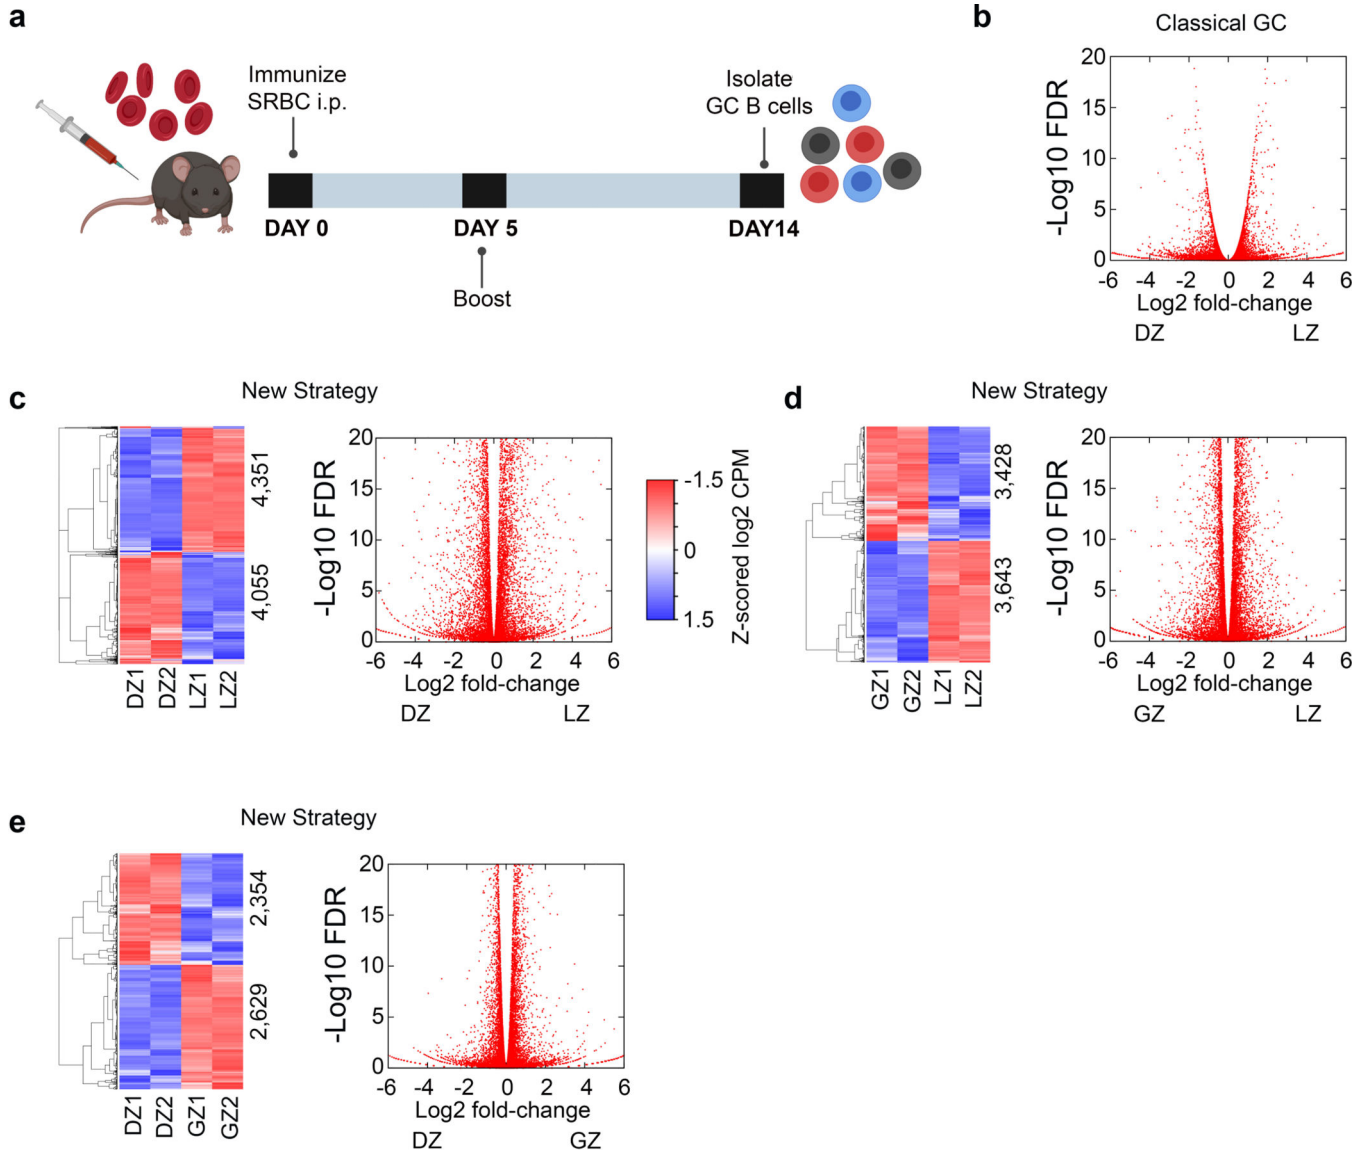 a
Immunize
SRBC i.p.
Isolate
GC B cells
DAY 0
DAY 5
DAY14
Boost
b
Classical GC
-Log10 FDR
20
15
10
5
0
-6 -4 -2 0 2 4 6
Log2 fold-change
DZ LZ
c
New Strategy
4,351
4,055
DZ1 DZ2 LZ1 LZ2
-Log10 FDR
20
15
10
5
0
-6 -4 -2 0 2 4 6
Log2 fold-change
DZ LZ
- 1.5
0
1.5
Z-scored log2 CPM
d
New Strategy
3,428
3,643
GZ1 GZ2 LZ1 LZ2
-Log10 FDR
20
15
10
5
0
-6 -4 -2 0 2 4 6
Log2 fold-change
GZ LZ
e
New Strategy
2,354
2,629
DZ1 DZ2 GZ1 GZ2
-Log10 FDR
20
15
10
5
0
-6 -4 -2 0 2 4 6
Log2 fold-change
DZ GZ